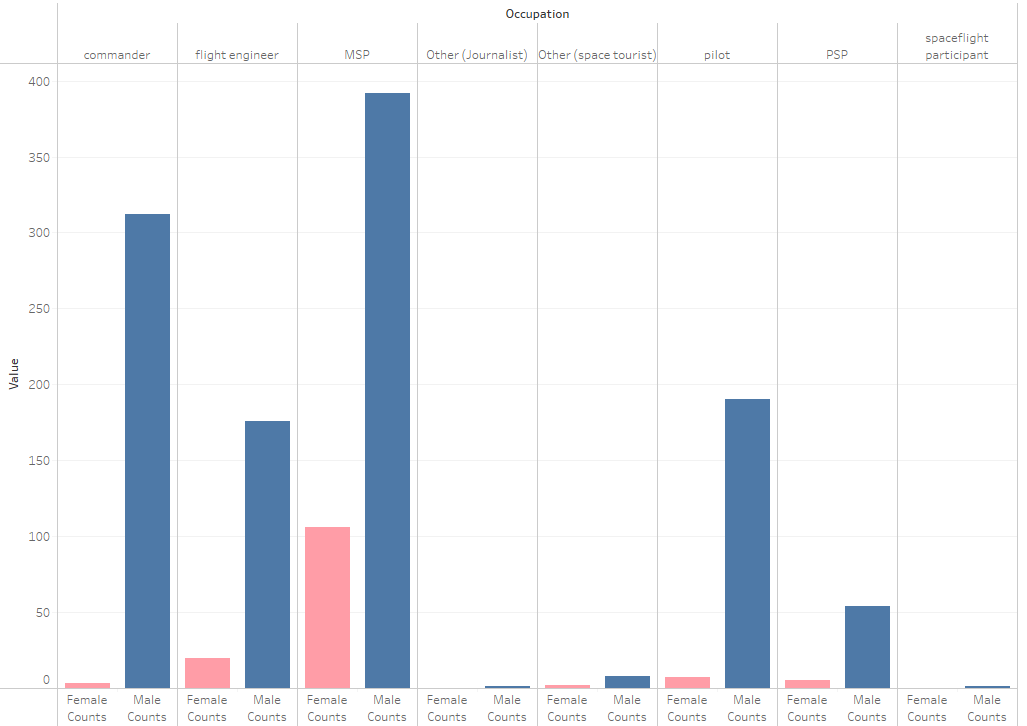 Occupation
commander flight engineer MSP Other (Journalist) Other (space tourist) pilot PSP spaceflight participant
400
350
300
250
200
150
100
50
0
Value
Female Counts Male Counts Female Counts Male Counts Female Counts Male Counts Female Counts Male Counts Female Counts Male Counts Female Counts Male Counts Female Counts Male Counts Female Counts Male Counts